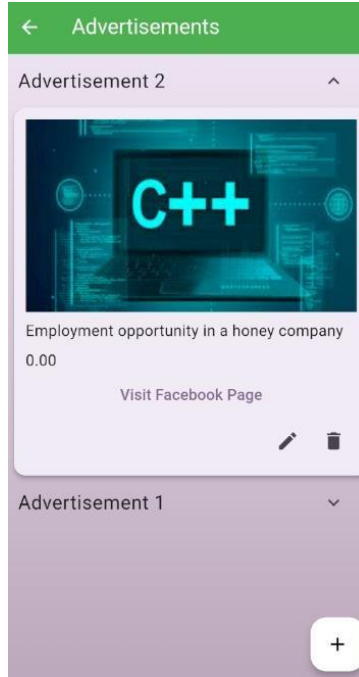 Advertisements
Advertisement 2
C++
Employment opportunity in a honey company
0.00
Visit Facebook Page
Advertisement 1
+